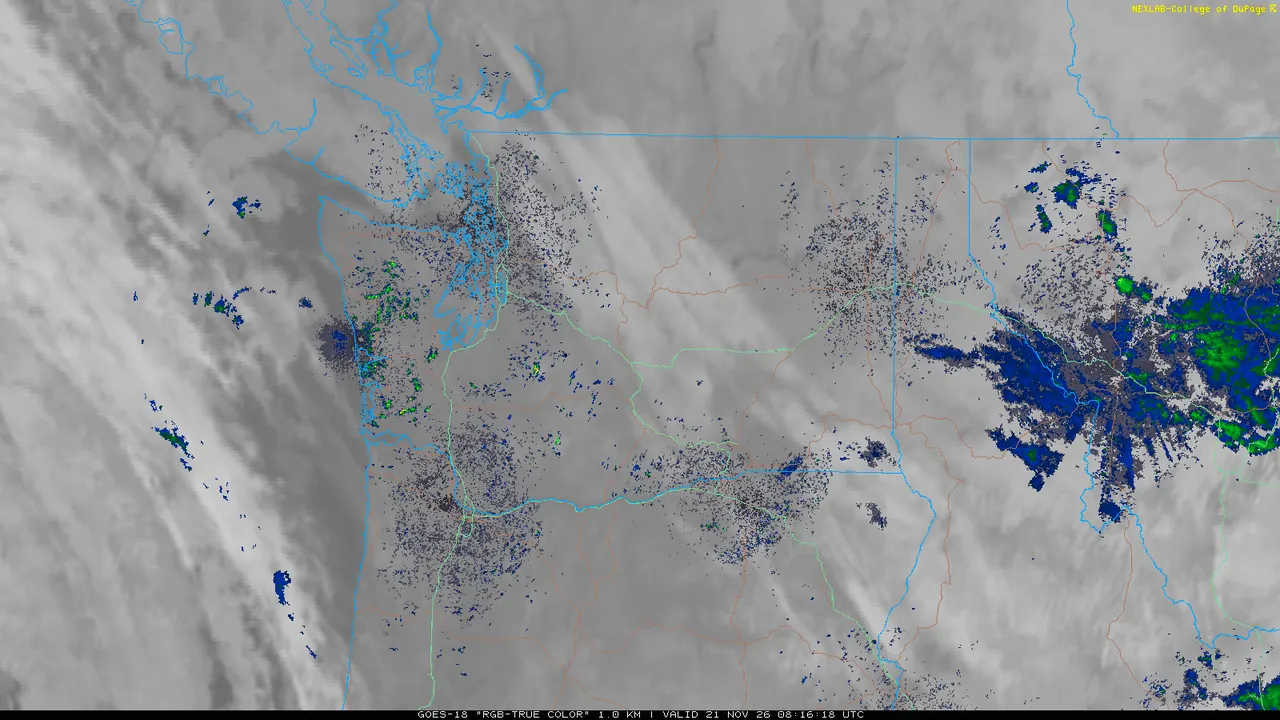 NEXLAB-College of DuPage
GOES-18 "RGB-TRUE COLOR" 1.0 KM | VALID 21 NOV 26 08:16:18 UTC